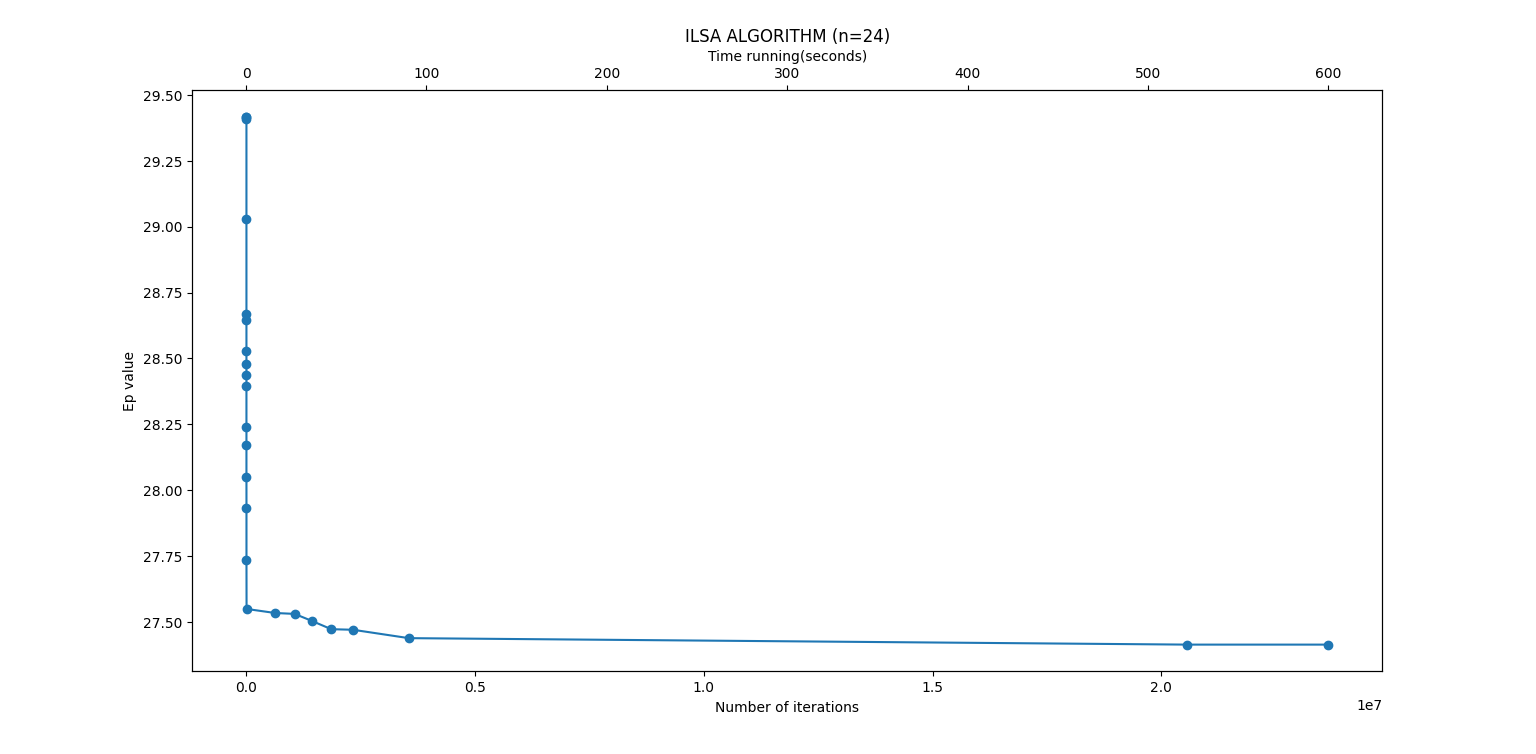 ILSA ALGORITHM (n=24)
Time running(seconds)
0 100 200 300 400 500 600
29.50
29.25
29.00
28.75
28.50
28.25
28.00
27.75
27.50
Ep value
0.0 0.5 1.0 1.5 2.0
1e7
Number of iterations